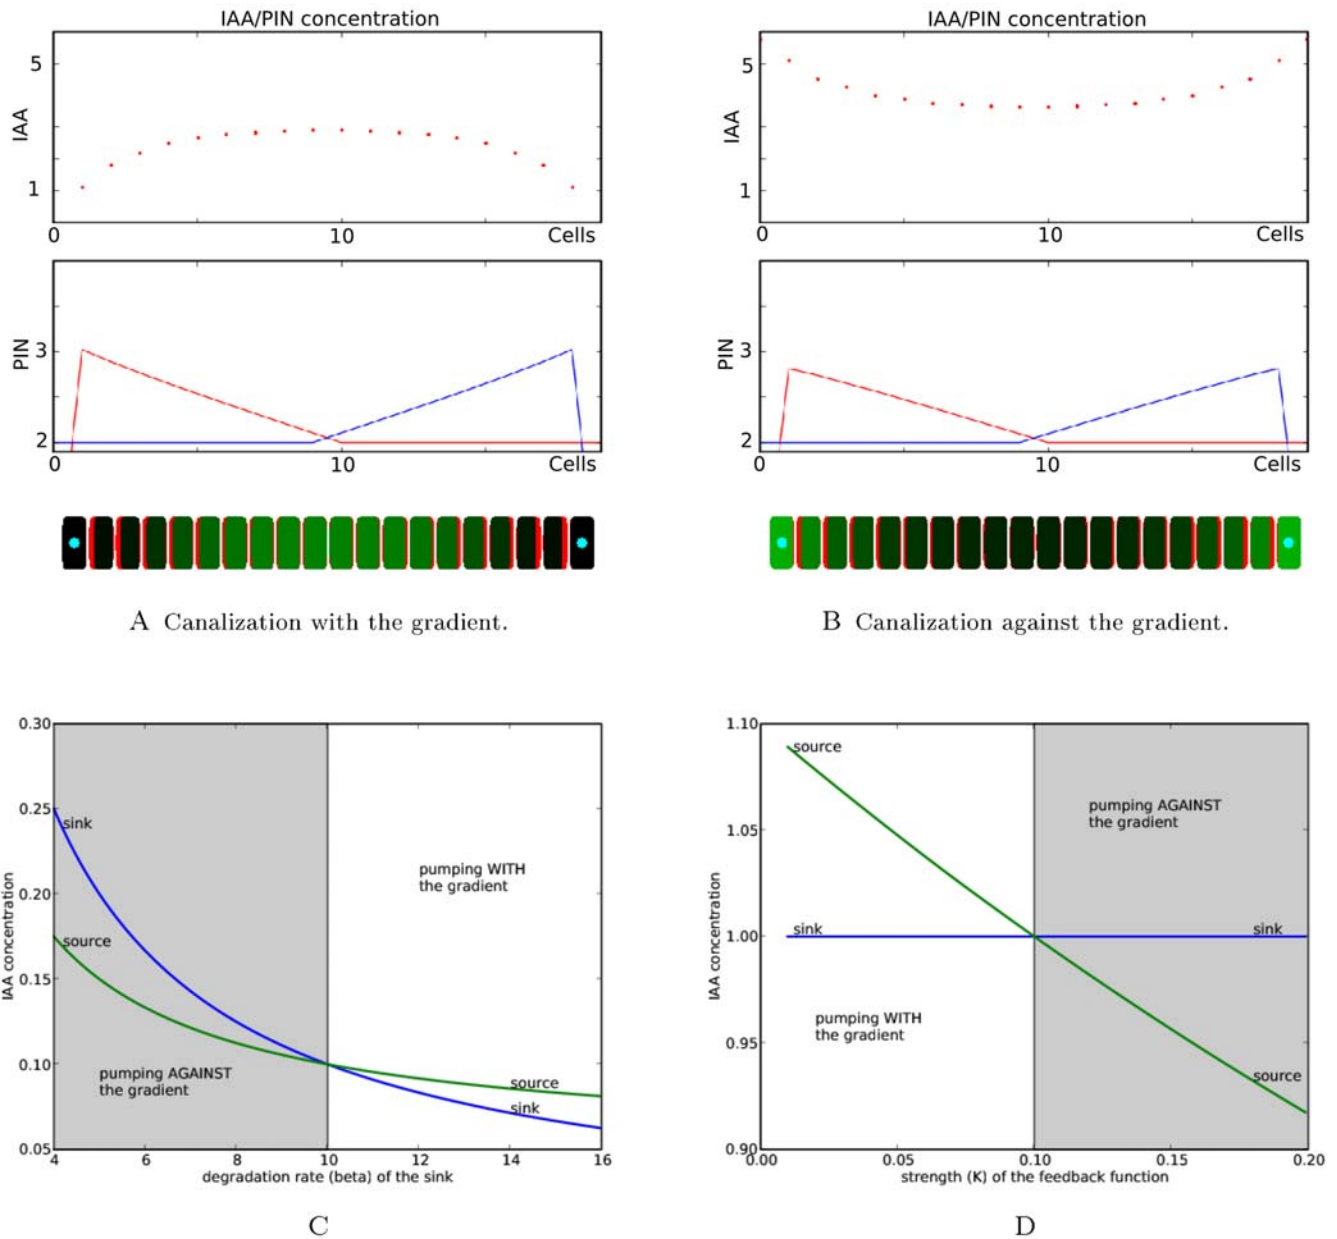 IAA/PIN concentration
5
IAA
1
0
10
Cells
PIN
3
2
0
10
Cells
A Canalization with the gradient.
IAA/PIN concentration
5
IAA
1
0
10
Cells
PIN
3
2
0
10
Cells
B Canalization against the gradient.
0.30
0.25
0.20
0.15
0.10
0.05
IAA concentration
sink
source
pumping WITH
the gradient
pumping AGAINST
the gradient
source
sink
4
6
8
10
12
14
16
degradation rate (beta) of the sink
C
1.10
1.05
1.00
0.95
0.90
IAA concentration
source
pumping AGAINST
the gradient
sink
sink
pumping WITH
the gradient
source
0.00
0.05
0.10
0.15
0.20
strength (K) of the feedback function
D